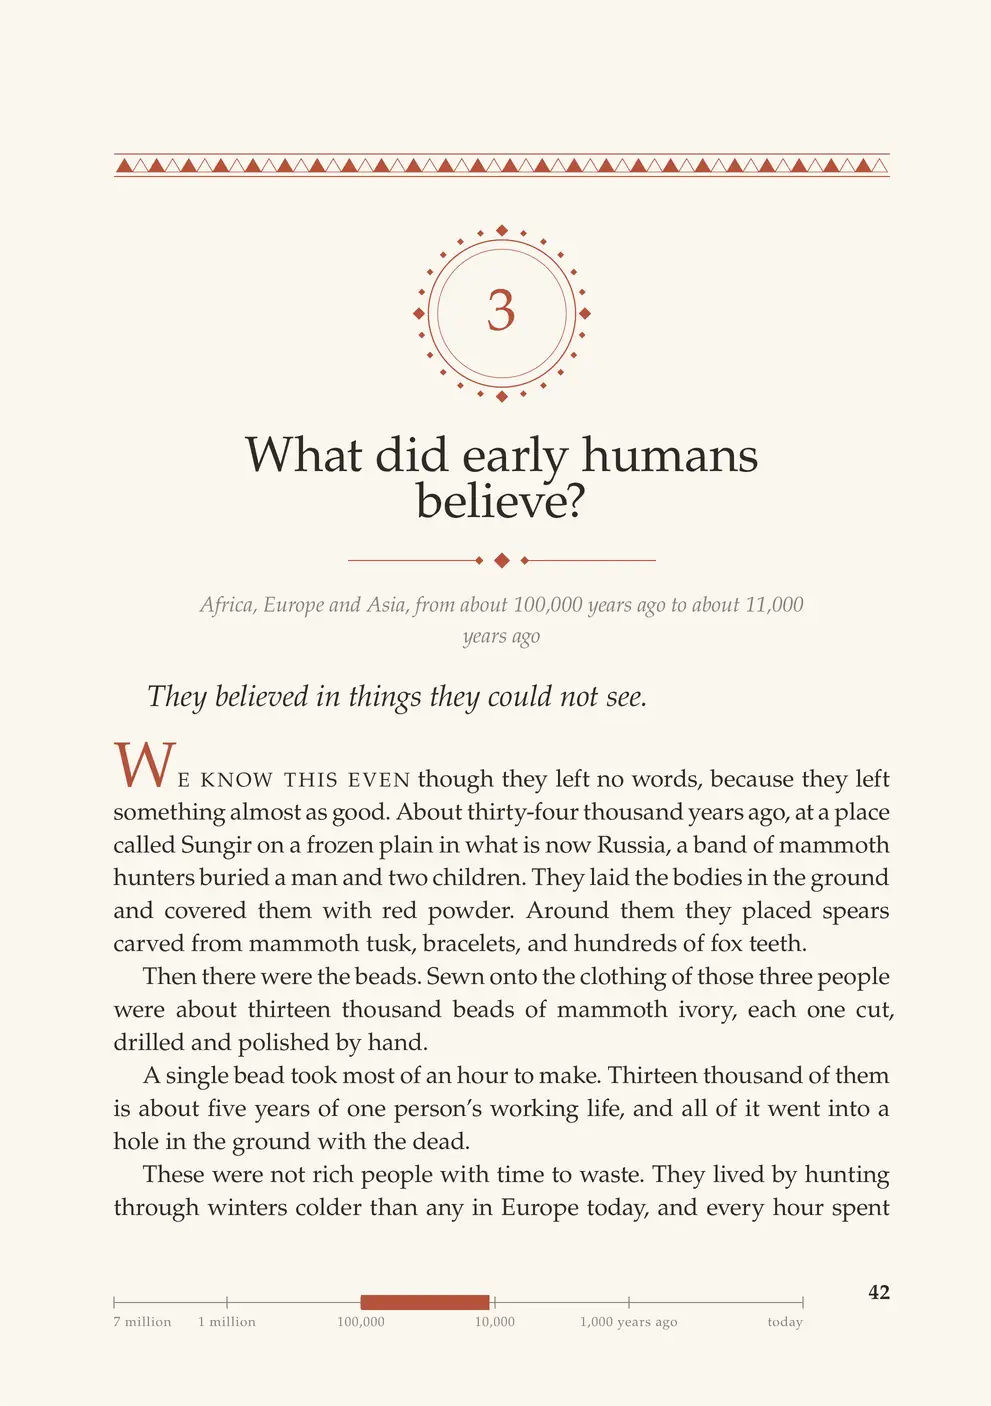 3
What did early humans
believe?
Africa, Europe and Asia, from about 100,000 years ago to about 11,000
years ago
They believed in things they could not see.
WE KNOW THIS EVEN though they left no words, because they left
something almost as good. About thirty-four thousand years ago, at a place
called Sungir on a frozen plain in what is now Russia, a band of mammoth
hunters buried a man and two children. They laid the bodies in the ground
and covered them with red powder. Around them they placed spears
carved from mammoth tusk, bracelets, and hundreds of fox teeth.
Then there were the beads. Sewn onto the clothing of those three people
were about thirteen thousand beads of mammoth ivory, each one cut,
drilled and polished by hand.
A single bead took most of an hour to make. Thirteen thousand of them
is about five years of one person’s working life, and all of it went into a
hole in the ground with the dead.
These were not rich people with time to waste. They lived by hunting
through winters colder than any in Europe today, and every hour spent
42
7 million 1 million 100,000 10,000 1,000 years ago today